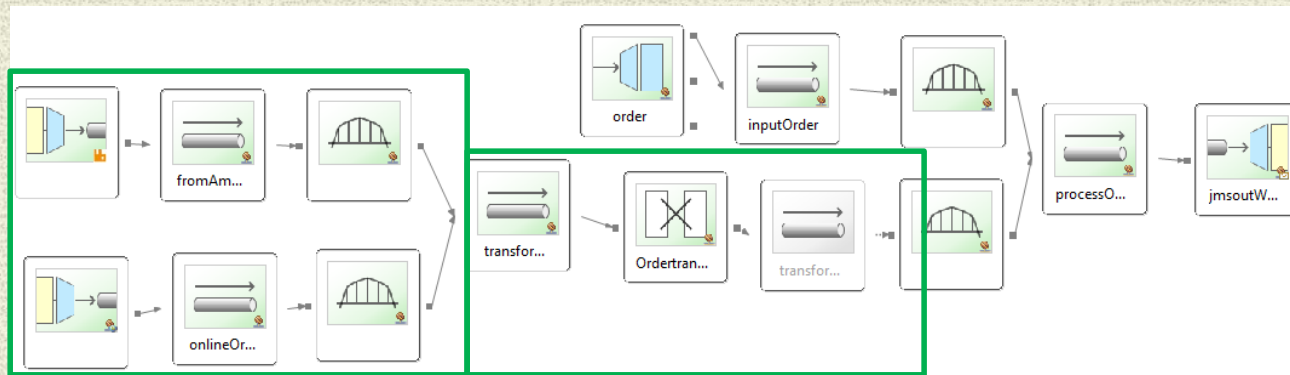 order
inputOrder
fromAm...
processO...
jmsoutW...
transfor...
Ordertran...
transfor...
onlineOr...